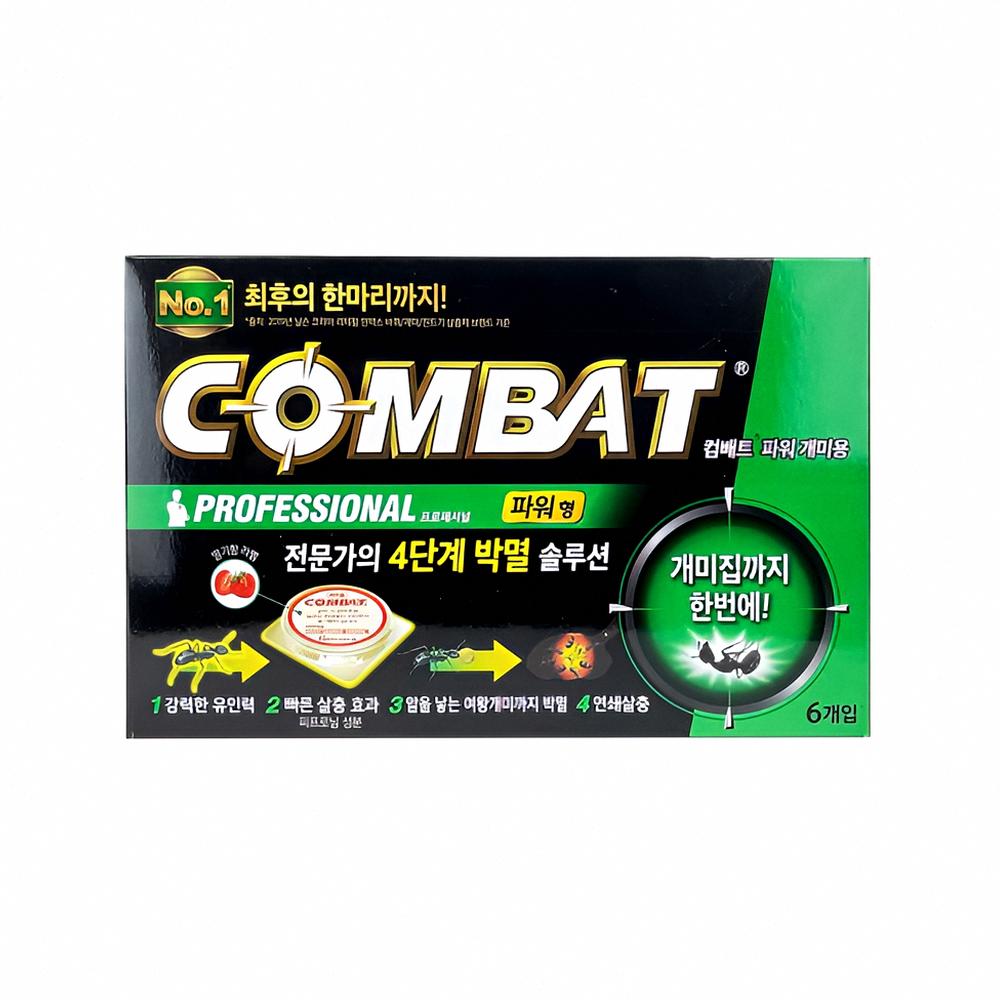 No.1 최후의 한마리까지!
COMBAT®
컴배트 파워 개미용
PROFESSIONAL 프로페셔널 파워형
전문가의 4단계 박멸 솔루션
개미집까지
한번에!
COMBAT
1 강력한 유인력 2 빠른 살충 효과 3 알을 낳는 여왕개미까지 박멸 4 연쇄살충
피프로닐 성분
6개입